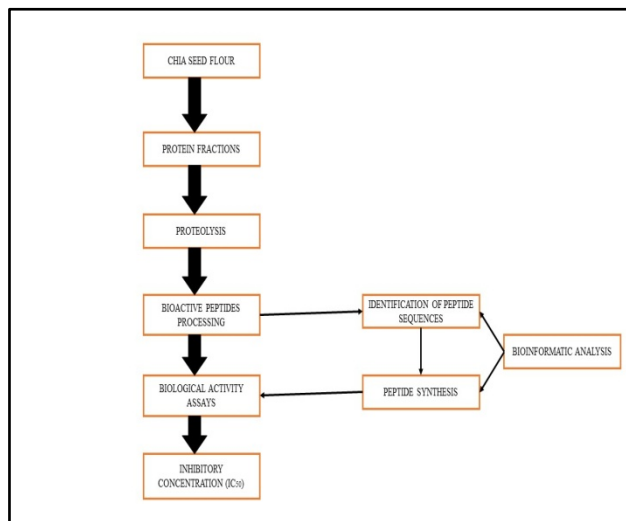 CHIA SEED FLOUR
PROTEIN FRACTIONS
PROTEOLYSIS
BIOACTIVE PEPTIDES
PROCESSING
IDENTIFICATION OF PEPTIDE
SEQUENCES
BIOINFORMATIC ANALYSIS
BIOLOGICAL ACTIVITY
ASSAYS
PEPTIDE SYNTHESIS
INHIBITORY
CONCENTRATION (IC₅₀)